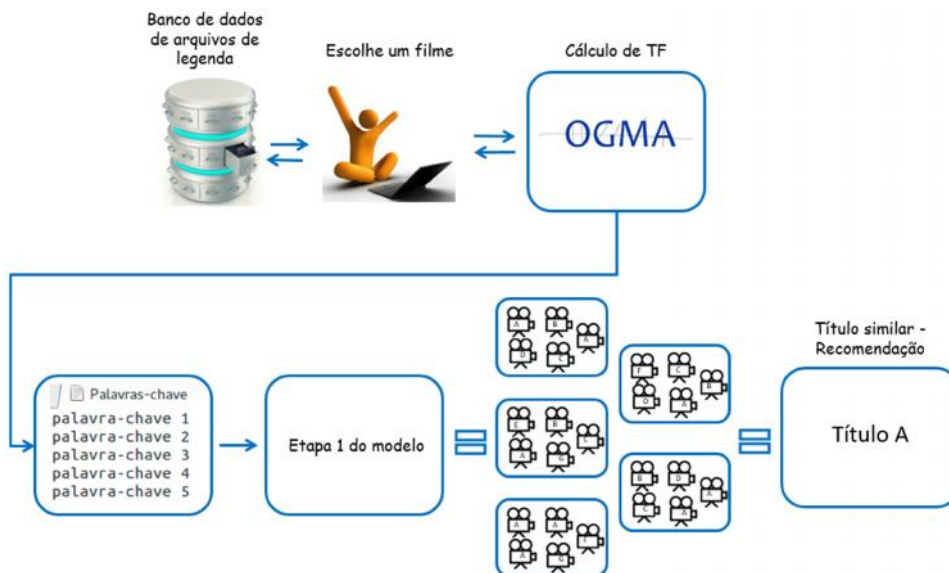 Banco de dados
de arquivos de
legenda
Escolhe um filme
Cálculo de TF
OGMA
Palavras-chave
palavra-chave 1
palavra-chave 2
palavra-chave 3
palavra-chave 4
palavra-chave 5
Etapa 1 do modelo
A B A
D C
E B C
A G
A A
A G
F C B
D A
B D A
C A
Título similar -
Recomendação
Título A